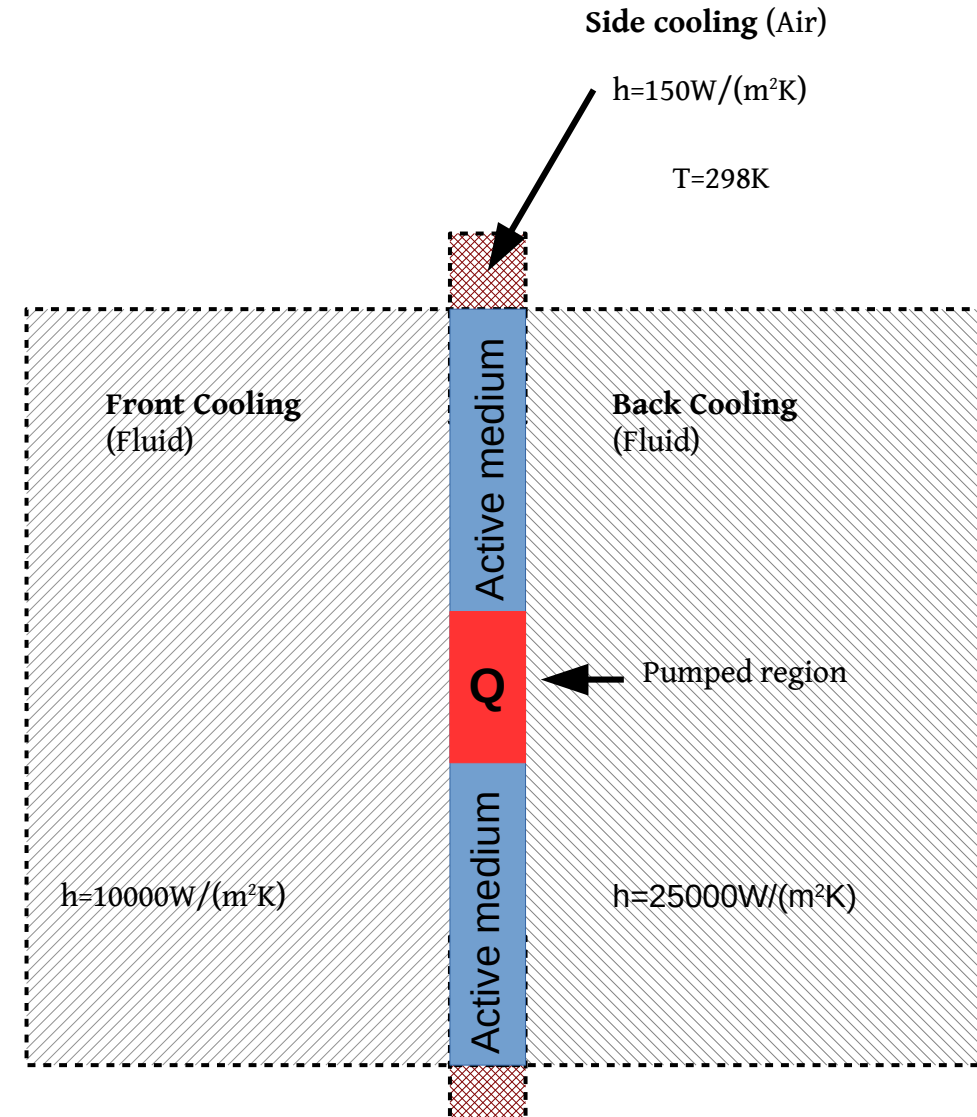 Side cooling (Air)
h=150W/(m²K)
T=298K
Front Cooling
(Fluid)
Active medium
Back Cooling
(Fluid)
Q
Pumped region
h=10000W/(m²K)
Active medium
h=25000W/(m²K)